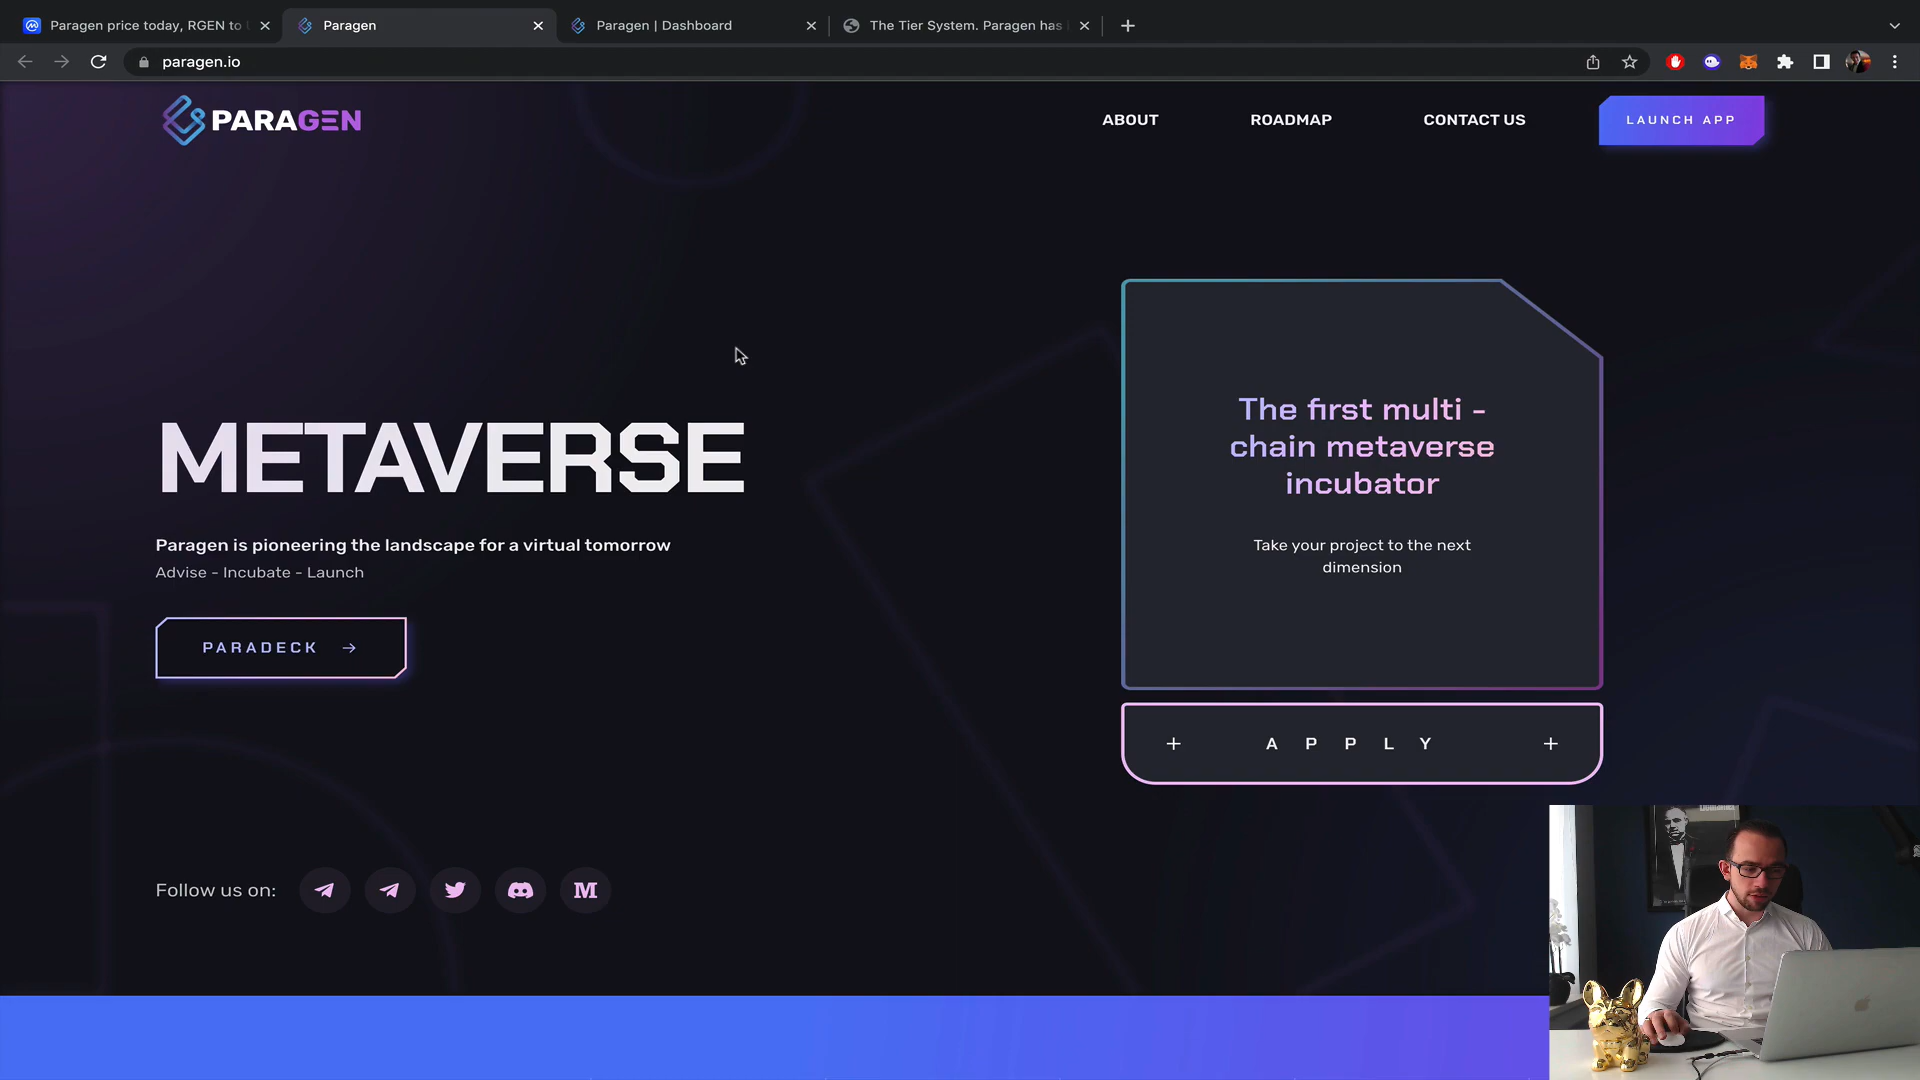 Paragen price today, RGEN to
Paragen
Paragen | Dashboard
The Tier System. Paragen has
paragen.io
PARAGEN
ABOUT
ROADMAP
CONTACT US
LAUNCH APP
METAVERSE
Paragen is pioneering the landscape for a virtual tomorrow
Advise - Incubate - Launch
PARADECK →
The first multi -
chain metaverse
incubator
Take your project to the next
dimension
+ APPLY +
Follow us on:
M